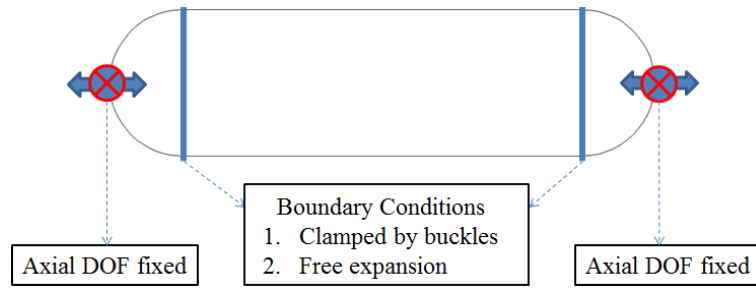 Boundary Conditions
1. Clamped by buckles
2. Free expansion
Axial DOF fixed
Axial DOF fixed